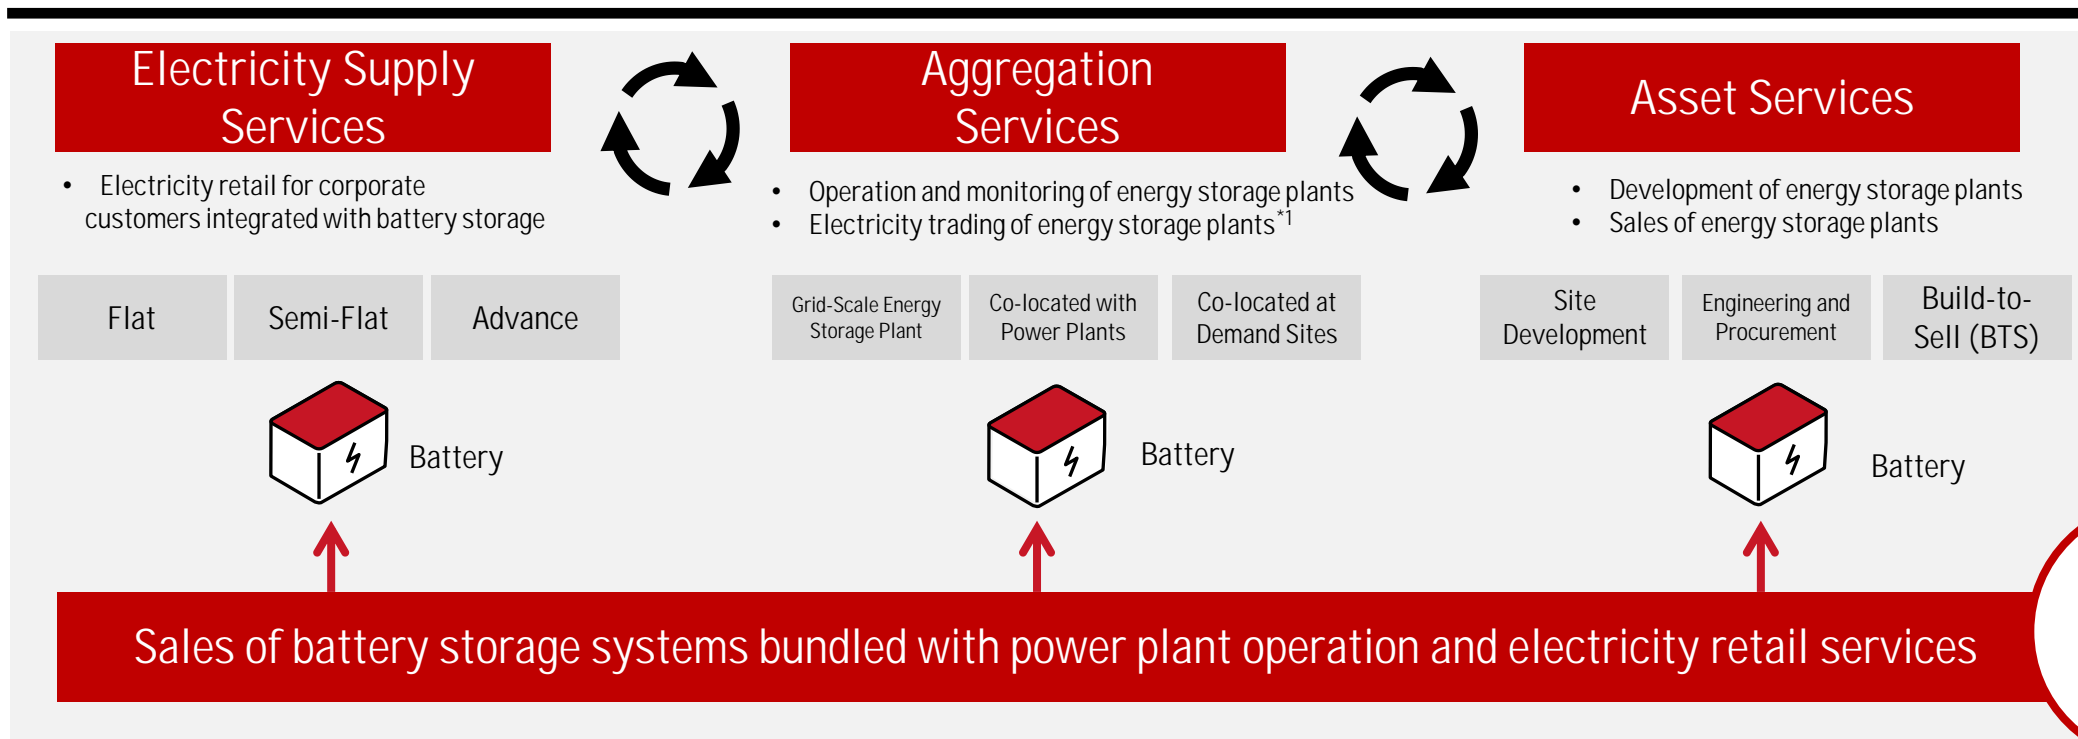 Electricity Supply
Services
• Electricity retail for corporate
customers integrated with battery storage
Flat
Semi-Flat
Advance
Battery
Aggregation
Services
• Operation and monitoring of energy storage plants
• Electricity trading of energy storage plants*1
Grid-Scale Energy
Storage Plant
Co-located with
Power Plants
Co-located at
Demand Sites
Battery
Asset Services
• Development of energy storage plants
• Sales of energy storage plants
Site
Development
Engineering and
Procurement
Build-to-
Sell (BTS)
Battery
Sales of battery storage systems bundled with power plant operation and electricity retail services